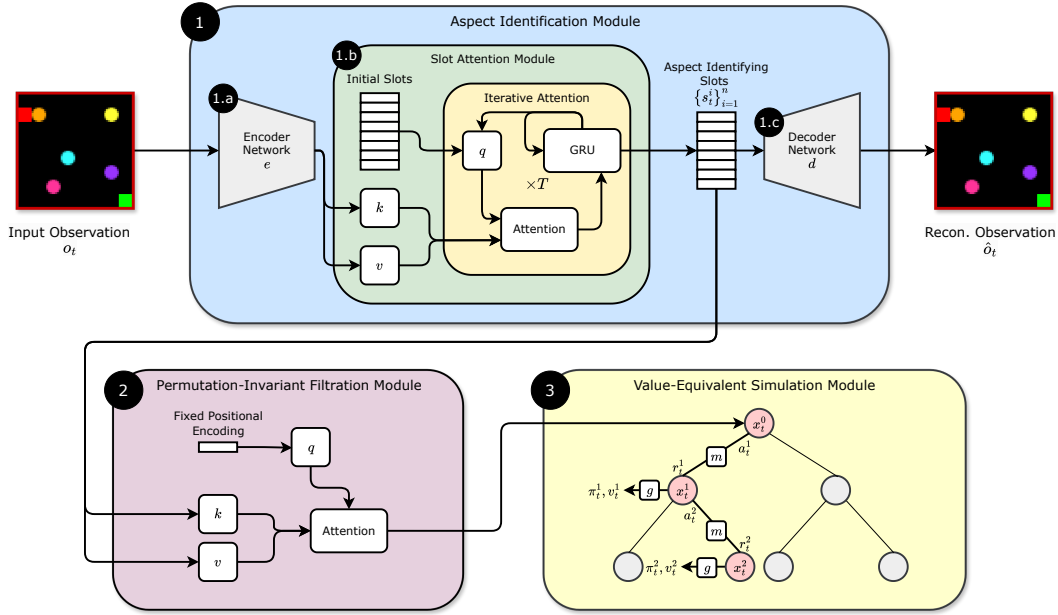 1
Aspect Identification Module
1.b
Slot Attention Module
Initial Slots
1.a
Encoder
Network
e
Iterative Attention
q
GRU
×T
Attention
k
v
Aspect Identifying
Slots
{s_t^i}_{i=1}^n
1.c
Decoder
Network
d
Input Observation
o_t
Recon. Observation
ô_t
2
Permutation-Invariant Filtration Module
Fixed Positional
Encoding
q
k
v
Attention
3
Value-Equivalent Simulation Module
x_t^0
a_t^1
m
r_t^1
π_t^1, v_t^1
g
x_t^1
a_t^2
m
r_t^2
π_t^2, v_t^2
g
x_t^2